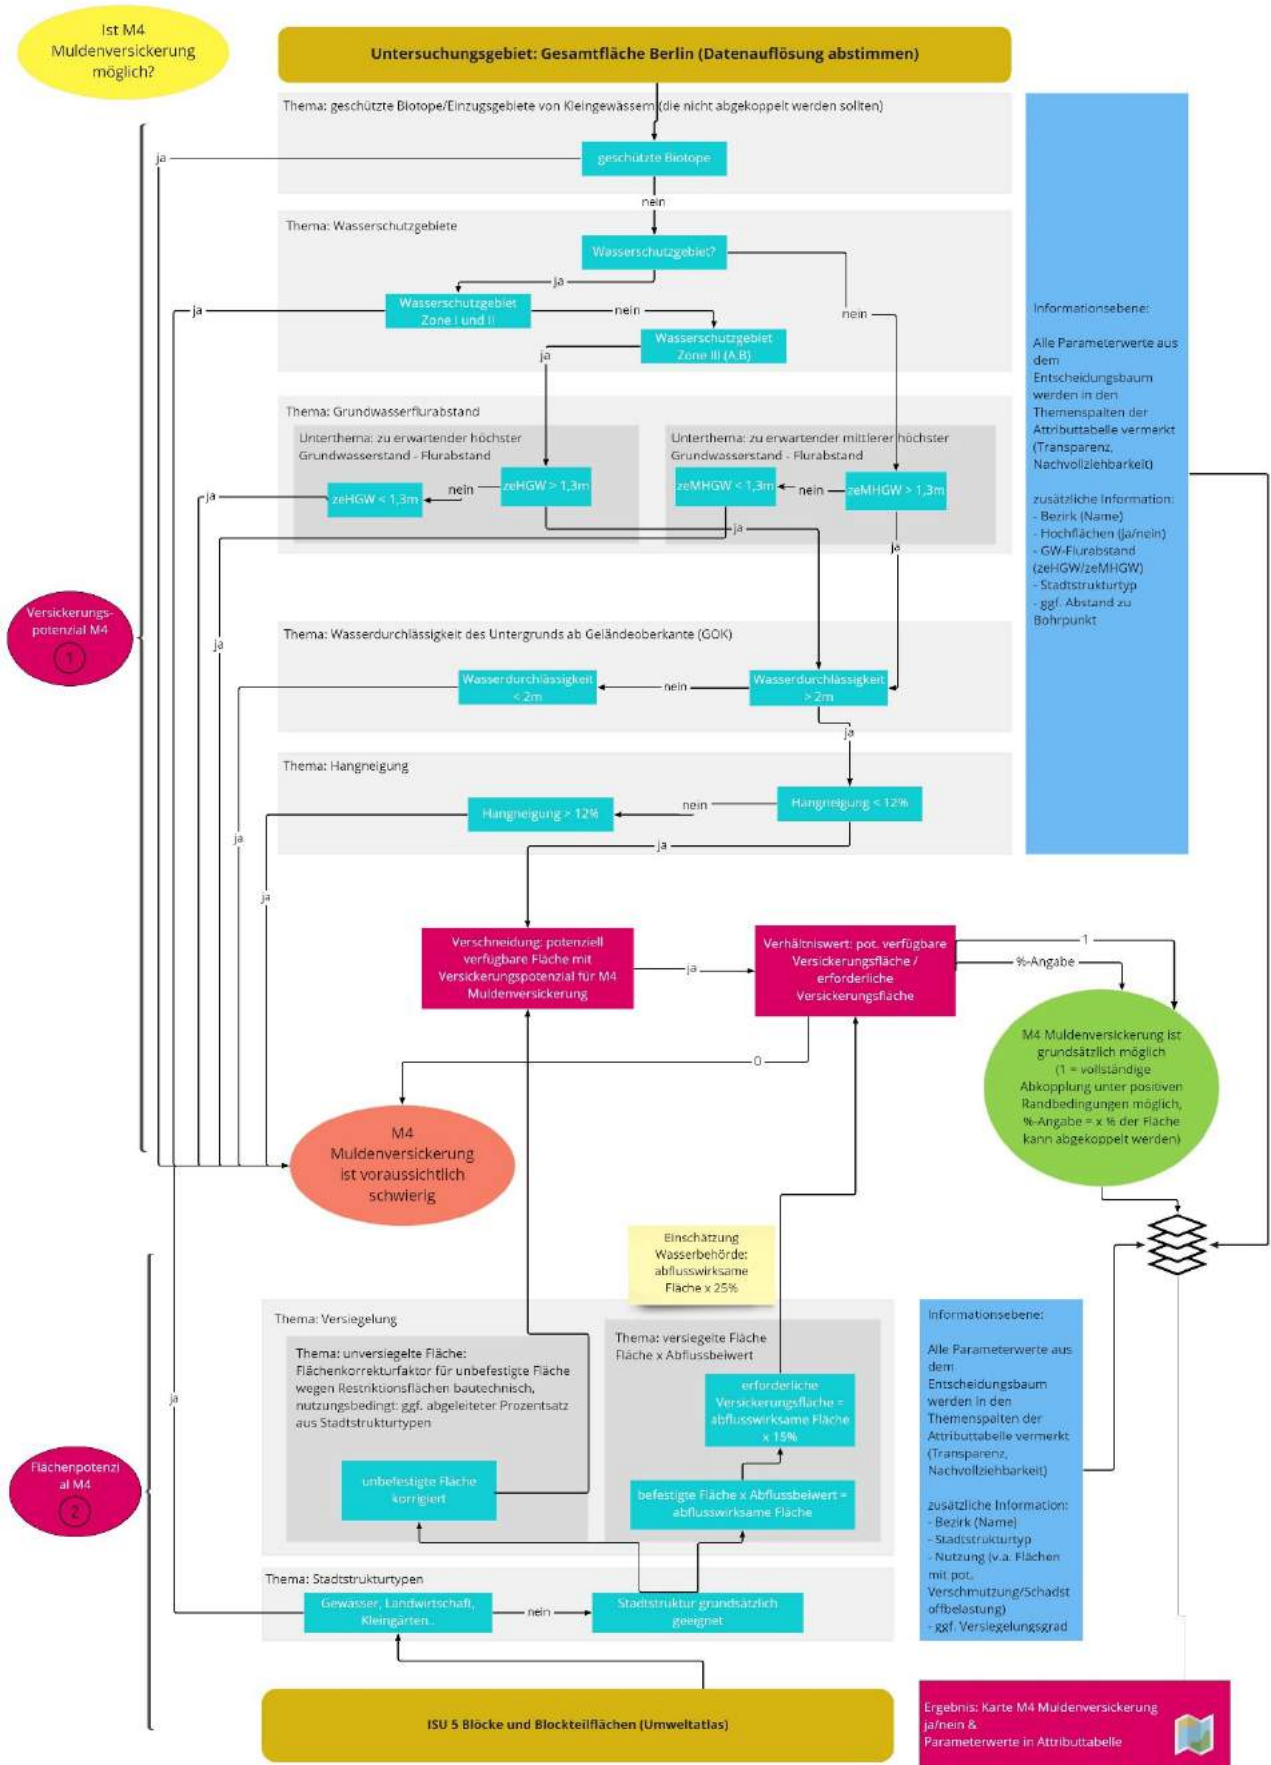 Ist M4
Muldenversickerung
möglich?
Untersuchungsgebiet: Gesamtfläche Berlin (Datenauflösung abstimmen)
Thema: geschützte Biotope/Einzugsgebiete von Kleingewässern (die nicht abgekoppelt werden sollten)
ja
geschützte Biotope
nein
Thema: Wasserschutzgebiete
Wasserschutzgebiet?
ja
nein
ja
Wasserschutzgebiet
Zone I und II
nein
Wasserschutzgebiet
Zone III (A,B)
ja
Thema: Grundwasserflurabstand
Unterthema: zu erwartender höchster
Grundwasserstand - Flurabstand
Unterthema: zu erwartender mittlerer höchster
Grundwasserstand - Flurabstand
ja
zeHGW < 1,3m
nein
zeHGW > 1,3m
zeMHGW < 1,3m
nein
zeMHGW > 1,3m
ja
ja
ja
Informationsebene:
Alle Parameterwerte aus
dem
Entscheidungsbaum
werden in den
Themenspalten der
Attributtabelle vermerkt
(Transparenz,
Nachvollziehbarkeit)
zusätzliche Information:
- Bezirk (Name)
- Hochflächen (ja/nein)
- GW-Flurabstand
(zeHGW/zeMHGW)
- Stadtstrukturtyp
- ggf. Abstand zu
Bohrpunkt
Versickerungs-
potenzial M4
1
Thema: Wasserdurchlässigkeit des Untergrunds ab Geländeoberkante (GOK)
Wasserdurchlässigkeit
< 2m
nein
Wasserdurchlässigkeit
> 2m
ja
Thema: Hangneigung
Hangneigung > 12%
nein
Hangneigung < 12%
ja
ja
ja
Verschneidung: potenziell
verfügbare Fläche mit
Versickerungspotenzial für M4
Muldenversickerung
ja
Verhältniswert: pot. verfügbare
Versickerungsfläche /
erforderliche
Versickerungsfläche
1
%-Angabe
0
M4 Muldenversickerung ist
grundsätzlich möglich
(1 = vollständige
Abkopplung unter positiven
Randbedingungen möglich,
%-Angabe = x % der Fläche
kann abgekoppelt werden)
M4
Muldenversickerung
ist voraussichtlich
schwierig
Einschätzung
Wasserbehörde:
abflusswirksame
Fläche x 25%
Thema: Versiegelung
Thema: unversiegelte Fläche:
Flächenkorrekturfaktor für unbefestigte Fläche
wegen Restriktionsflächen bautechnisch,
nutzungsbedingt: ggf. abgeleiteter Prozentsatz
aus Stadtstrukturtypen
Thema: versiegelte Fläche
Fläche x Abflussbeiwert
erforderliche
Versickerungsfläche =
abflusswirksame Fläche
x 15%
unbefestigte Fläche
korrigiert
befestigte Fläche x Abflussbeiwert =
abflusswirksame Fläche
ja
Flächenpotenzi
al M4
2
Thema: Stadtstrukturtypen
Gewässer, Landwirtschaft,
Kleingärten..
nein
Stadtstruktur grundsätzlich
geeignet
Informationsebene:
Alle Parameterwerte aus
dem
Entscheidungsbaum
werden in den
Themenspalten der
Attributtabelle vermerkt
(Transparenz,
Nachvollziehbarkeit)
zusätzliche Information:
- Bezirk (Name)
- Stadtstrukturtyp
- Nutzung (v.a. Flächen
mit pot.
Verschmutzung/Schadst
offbelastung)
- ggf. Versiegelungsgrad
ISU 5 Blöcke und Blockteilflächen (Umweltatlas)
Ergebnis: Karte M4 Muldenversickerung
ja/nein &
Parameterwerte in Attributtabelle